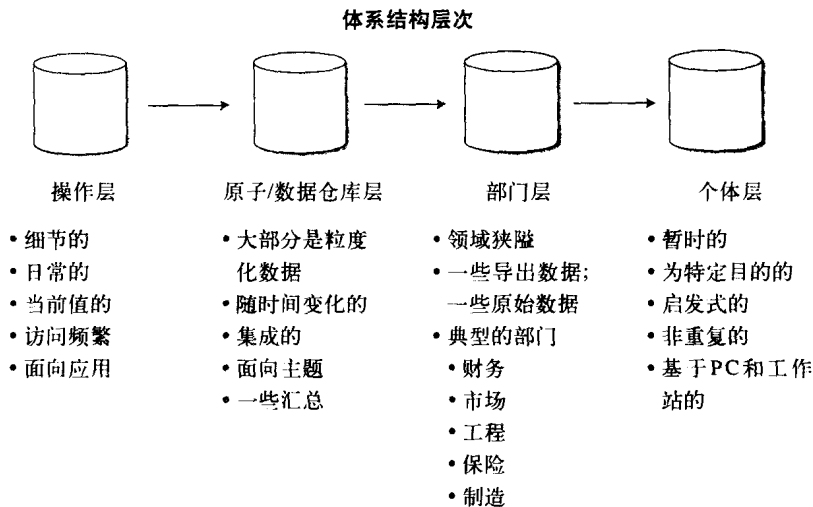 体系结构层次
操作层
• 细节的
• 日常的
• 当前值的
• 访问频繁
• 面向应用
原子/数据仓库层
• 大部分是粒度
化数据
• 随时间变化的
• 集成的
• 面向主题
• 一些汇总
部门层
• 领域狭隘
• 一些导出数据;
一些原始数据
• 典型的部门
• 财务
• 市场
• 工程
• 保险
• 制造
个体层
• 暂时的
• 为特定目的的
• 启发式的
• 非重复的
• 基于PC和工作
站的